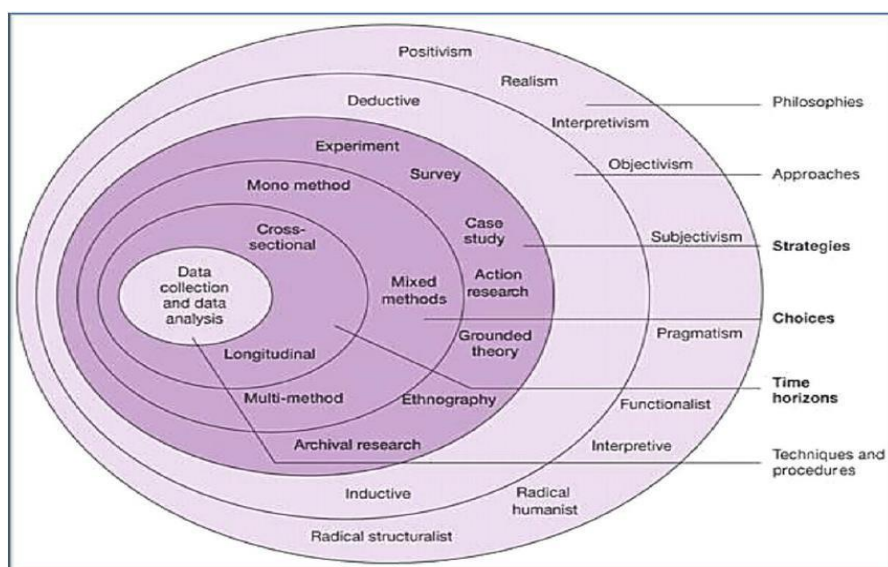 Positivism
Realism
Philosophies
Deductive
Interpretivism
Experiment
Objectivism
Approaches
Survey
Mono method
Case
study
Subjectivism
Strategies
Cross-
sectional
Data
collection
and data
analysis
Mixed
methods
Action
research
Choices
Pragmatism
Longitudinal
Grounded
theory
Time
horizons
Multi-method
Ethnography
Functionalist
Archival research
Interpretive
Techniques and
procedures
Inductive
Radical
humanist
Radical structuralist